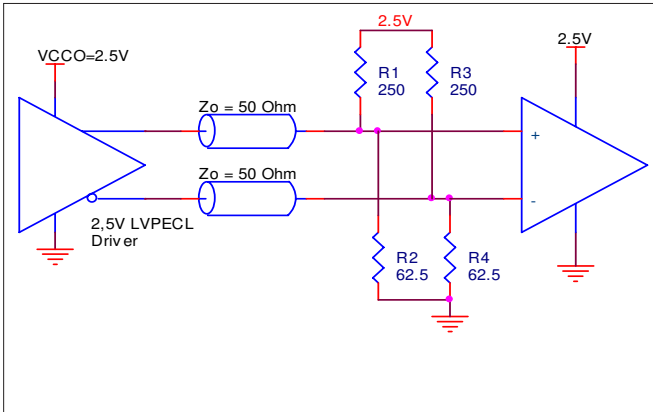 2.5V
VCCO=2.5V
2.5V
R1
250
R3
250
Zo = 50 Ohm
+
Zo = 50 Ohm
-
2,5V LVPECL
Driver
R2
62.5
R4
62.5